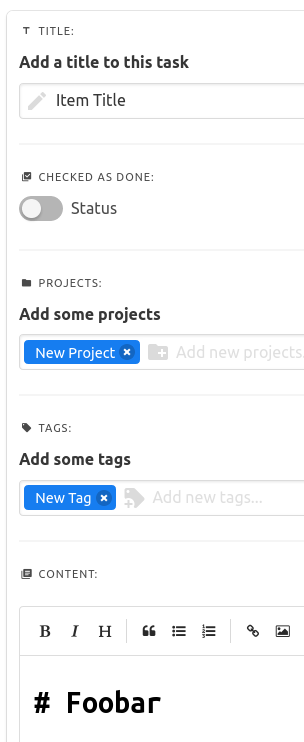 TITLE:
Add a title to this task
Item Title
CHECKED AS DONE:
Status
PROJECTS:
Add some projects
New Project Add new projects.
TAGS:
Add some tags
New Tag Add new tags...
CONTENT:
B I H
# Foobar